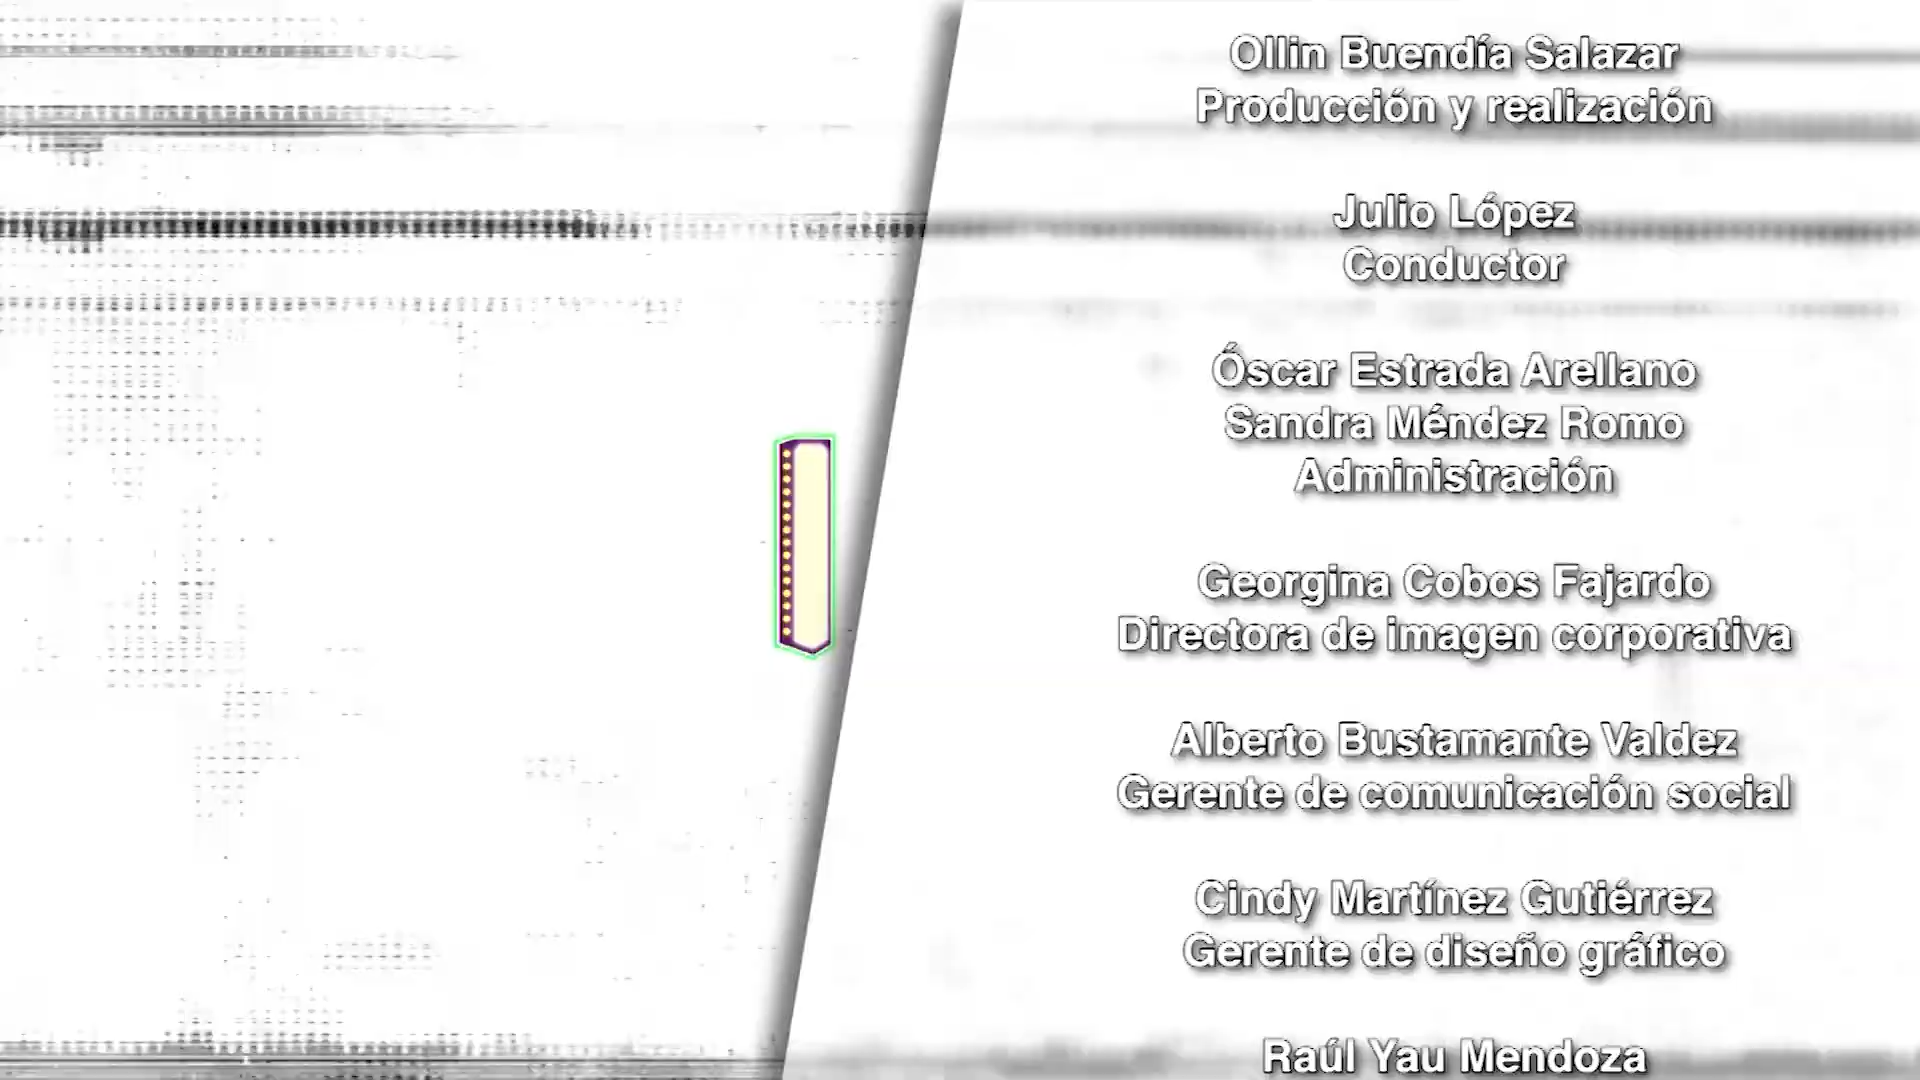 Ollin Buendía Salazar
Producción y realización
Julio López
Conductor
Óscar Estrada Arellano
Sandra Méndez Romo
Administración
Georgina Cobos Fajardo
Directora de imagen corporativa
Alberto Bustamante Valdez
Gerente de comunicación social
Cindy Martínez Gutiérrez
Gerente de diseño gráfico
Raúl Yau Mendoza